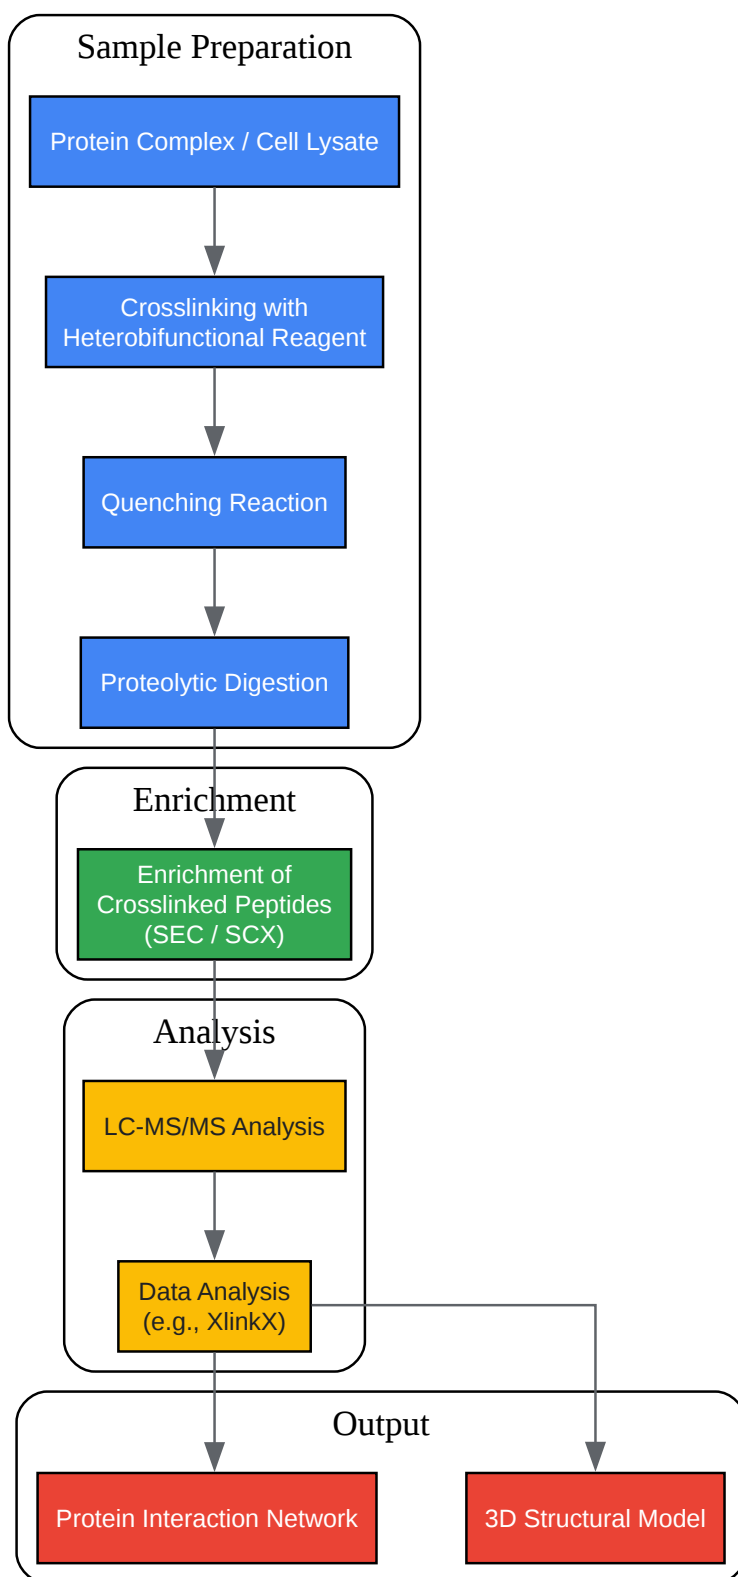 Sample Preparation
Protein Complex / Cell Lysate
Crosslinking with
Heterobifunctional Reagent
Quenching Reaction
Proteolytic Digestion
Enrichment
Enrichment of
Crosslinked Peptides
(SEC / SCX)
Analysis
LC-MS/MS Analysis
Data Analysis
(e.g., XlinkX)
Output
Protein Interaction Network
3D Structural Model